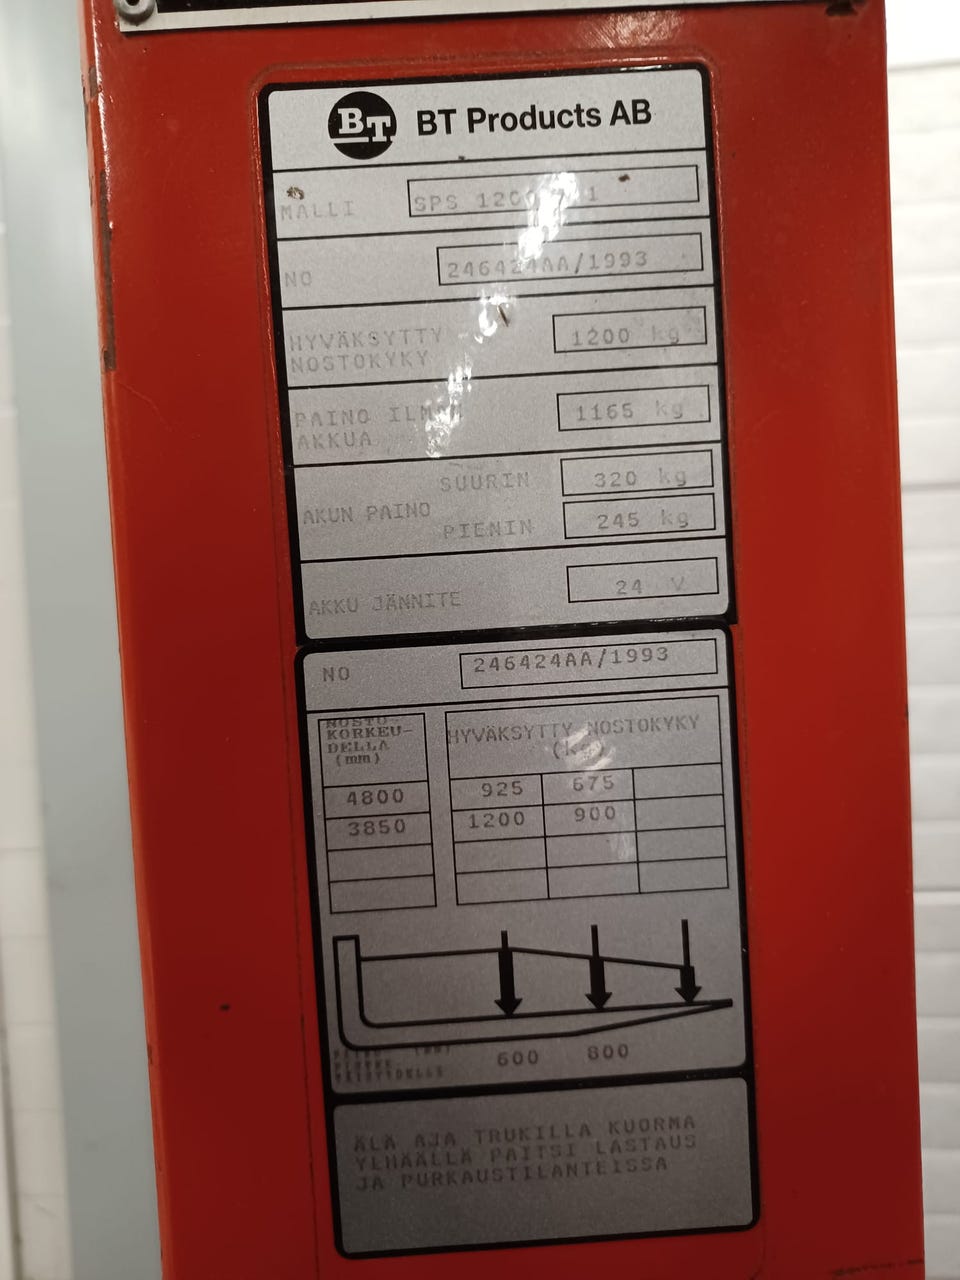 BT BT Products AB
MALLI SPS 1200
NO 246424AA/1993
HYVÄKSYTTY
NOSTOKYKY 1200 kg
PAINO ILMAN
AKKUA 1165 kg
SUURIN 320 kg
AKUN PAINO
PIENIN 245 kg
AKKU JÄNNITE 24 V
NO 246424AA/1993
NOSTO-
KORKEU-
DELLA
(mm)
HYVÄKSYTTY NOSTOKYKY
(kg)
4800 925 675
3850 1200 900
600 800
ÄLÄ AJA TRUKILLA KUORMA
YLHÄÄLLÄ PAITSI LASTAUS
JA PURKAUSTILANTEISSA